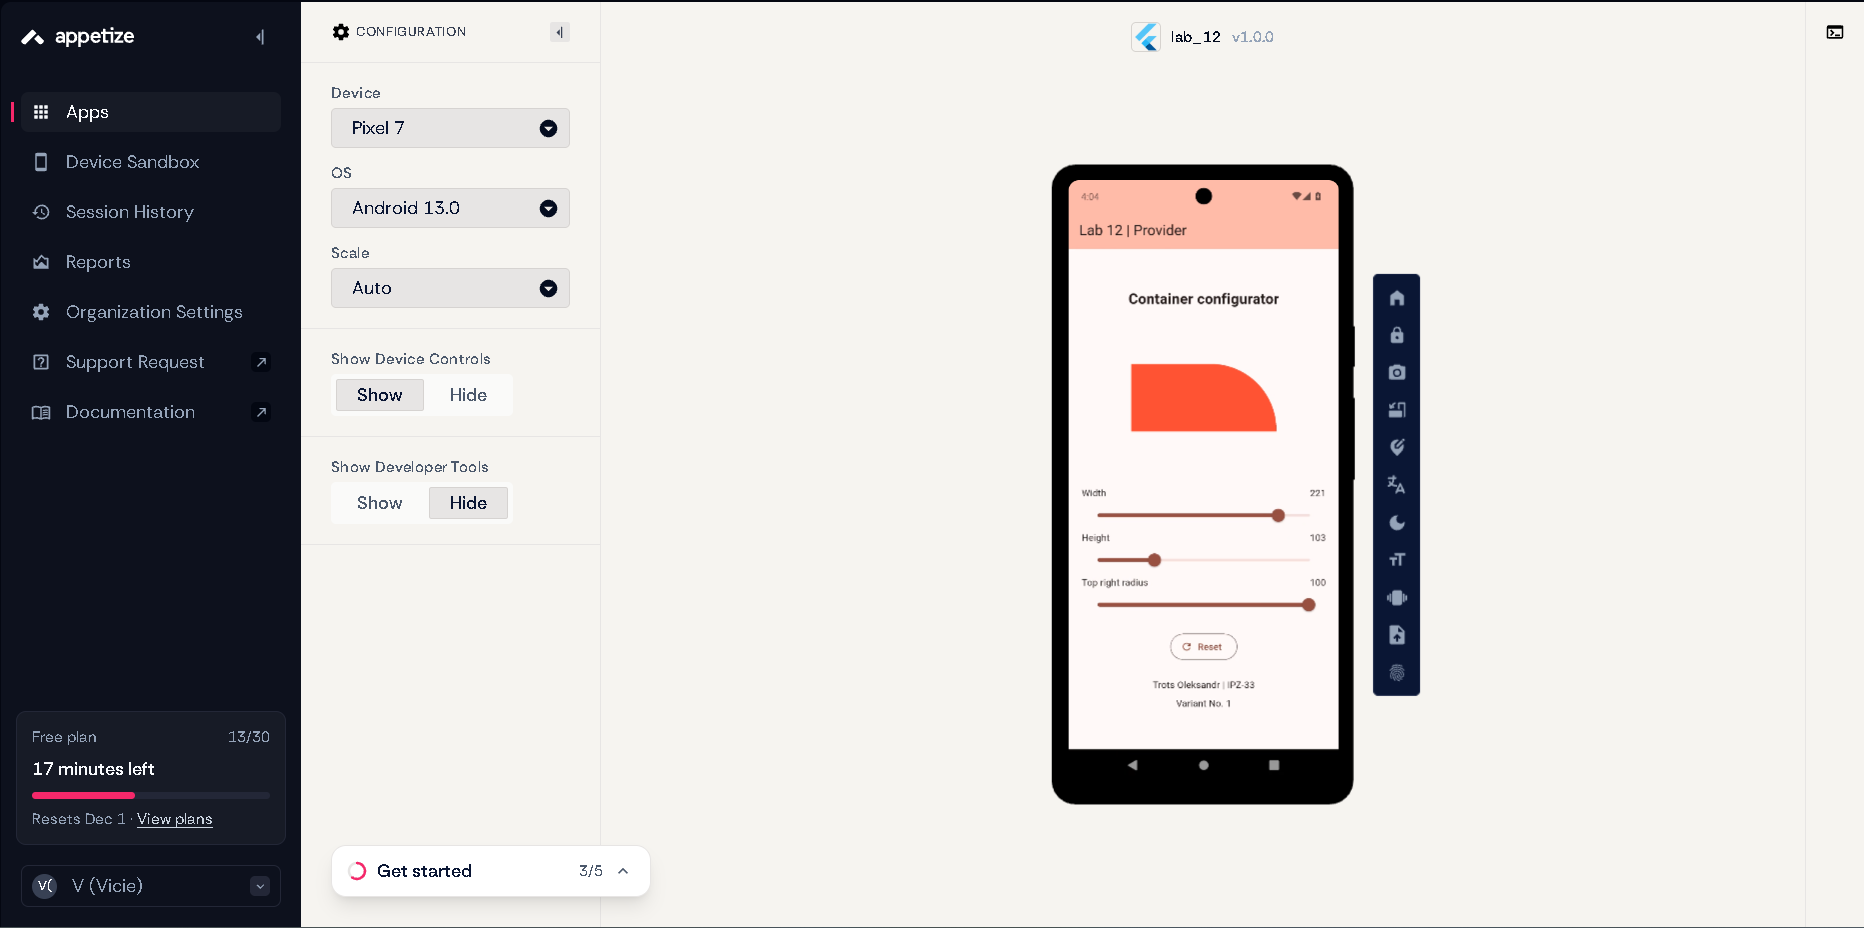 appetize
Apps
Device Sandbox
Session History
Reports
Organization Settings
Support Request
Documentation
Free plan 13/30
17 minutes left
Resets Dec 1 · View plans
V( V (Vicie)
CONFIGURATION
Device
Pixel 7
OS
Android 13.0
Scale
Auto
Show Device Controls
Show Hide
Show Developer Tools
Show Hide
Get started 3/5
lab_12 v1.0.0
4:04
Lab 12 | Provider
Container configurator
Width 221
Height 103
Top right radius 100
Reset
Trots Oleksandr | IPZ-33
Variant No. 1